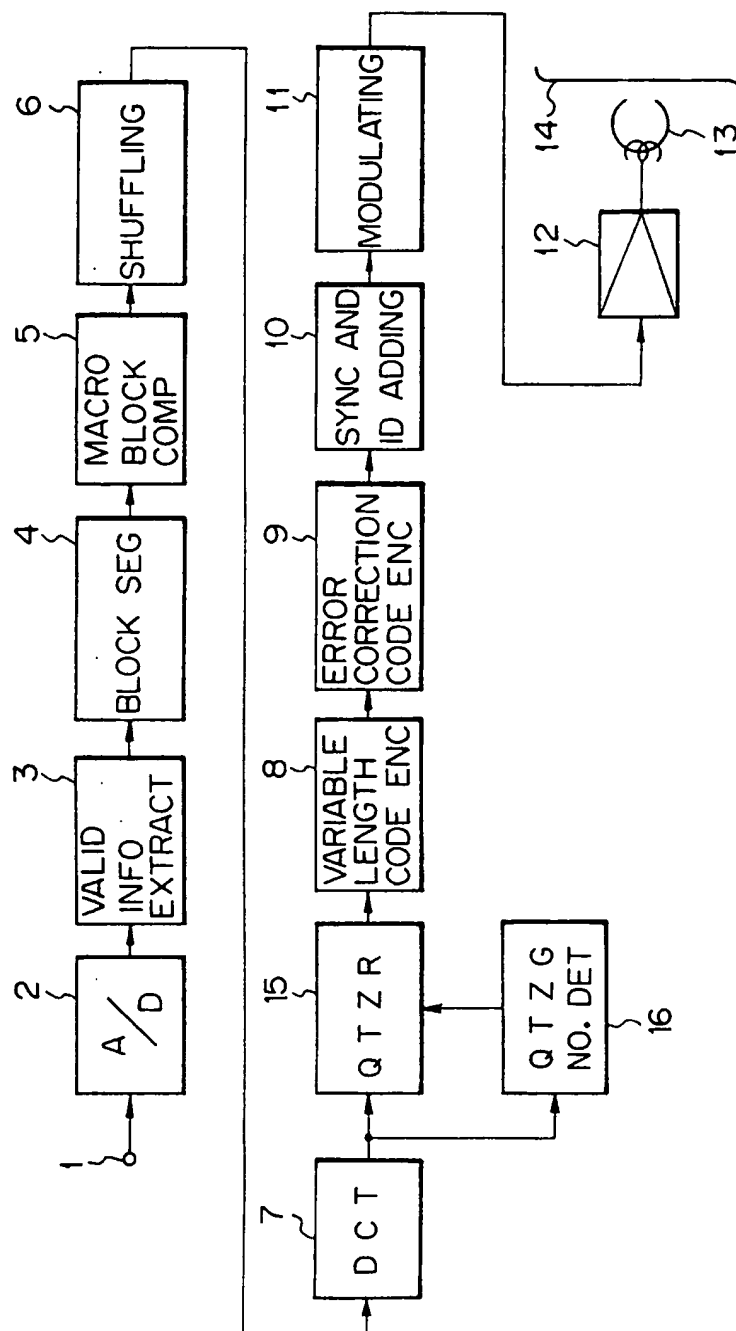 1
2
A/D
3
VALID
INFO
EXTRACT
4
BLOCK SEG
5
MACRO
BLOCK
COMP
6
SHUFFLING
7
DCT
15
QTZR
QTZG
NO. DET
16
8
VARIABLE
LENGTH
CODE ENC
9
ERROR
CORRECTION
CODE ENC
10
SYNC AND
ID ADDING
11
MODULATING
12
13
14